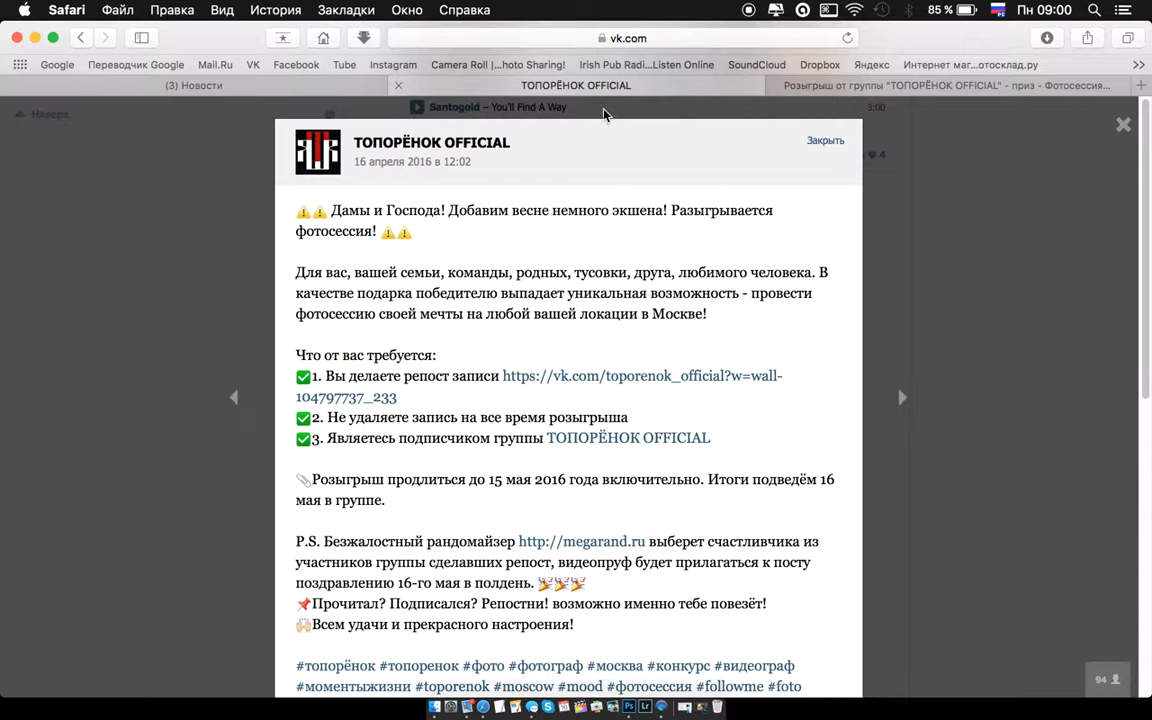 Safari Файл Правка Вид История Закладки Окно Справка 85 % Пн 09:00
vk.com
Google Переводчик Google Mail.Ru VK Facebook Tube Instagram Camera Roll |...hoto Sharing! Irish Pub Radi...Listen Online SoundCloud Dropbox Яндекс Интернет маг...отосклад.ру
(3) Новости ТОПОРЁНОК OFFICIAL Розыгрыш от группы "ТОПОРЁНОК OFFICIAL" - приз - Фотосесси...
Наверх Santogold – You'll Find A Way 3:00
ТОПОРЁНОК OFFICIAL Закрыть
16 апреля 2016 в 12:02
4
⚠️⚠️ Дамы и Господа! Добавим весне немного экшена! Разыгрывается
фотосессия! ⚠️⚠️
Для вас, вашей семьи, команды, родных, тусовки, друга, любимого человека. В
качестве подарка победителю выпадает уникальная возможность - провести
фотосессию своей мечты на любой вашей локации в Москве!
Что от вас требуется:
✅1. Вы делаете репост записи https://vk.com/toporenok_official?w=wall-
104797737_233
✅2. Не удаляете запись на все время розыгрыша
✅3. Являетесь подписчиком группы ТОПОРЁНОК OFFICIAL
📎Розыгрыш продлиться до 15 мая 2016 года включительно. Итоги подведём 16
мая в группе.
P.S. Безжалостный рандомайзер http://megarand.ru выберет счастливчика из
участников группы сделавших репост, видеопруф будет прилагаться к посту
поздравлению 16-го мая в полдень. 🎉🎉🎉
📌Прочитал? Подписался? Репостни! возможно именно тебе повезёт!
🙌🏻Всем удачи и прекрасного настроения!
#топорёнок #топоренок #фото #фотограф #москва #конкурс #видеограф
#моментыжизни #toporenok #moscow #mood #фотосессия #followme #foto
94